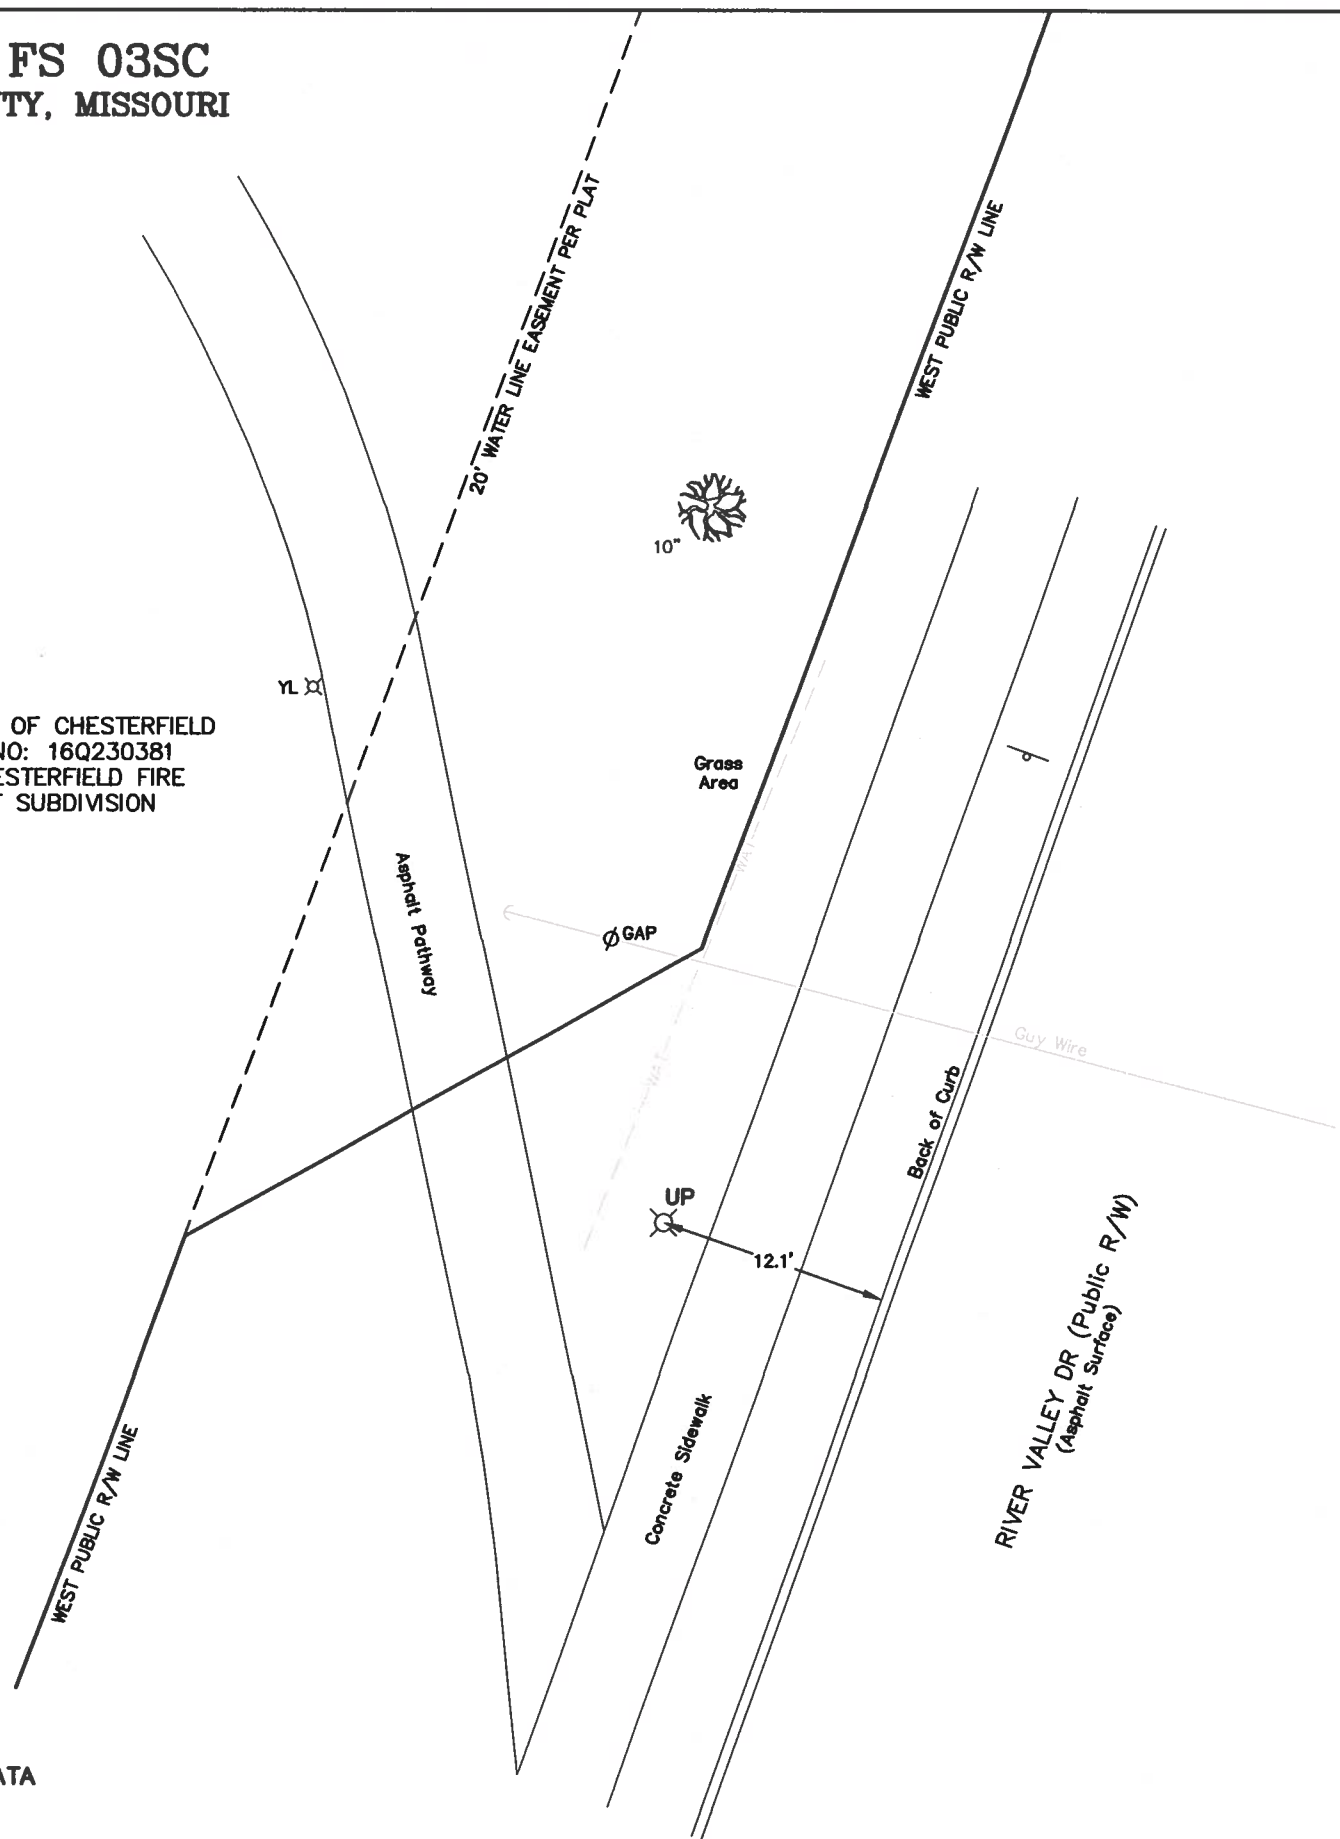 FS 03SC
TY, MISSOURI
20' WATER LINE EASEMENT PER PLAT
WEST PUBLIC R/W LINE
10"
YL
OF CHESTERFIELD
NO: 16Q230381
ESTERFIELD FIRE
SUBDIVISION
Grass
Area
WAT
Asphalt Pathway
GAP
Guy Wire
WAT
Back of Curb
UP
12.1'
RIVER VALLEY DR (Public R/W)
(Asphalt Surface)
Concrete Sidewalk
WEST PUBLIC R/W LINE
ATA